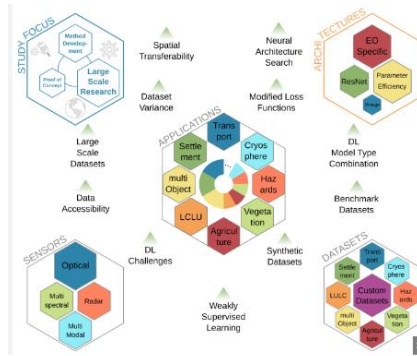 STUDY FOCUS
Method
Develop-
ment
Proof of
Concept
Large
Scale
Research
Spatial
Transferability
Neural
Architecture
Search
ARCHI TECTURES
EO
Specific
ResNet
Parameter
Efficiency
Dataset
Variance
Modified Loss
Functions
APPLICATIONS
Trans
port
Settle
ment
Cryos
phere
multi
Object
Haz
ards
LCLU
Vegeta
tion
Agricul
ture
Large
Scale
Datasets
DL
Model Type
Combination
Data
Accessibility
Benchmark
Datasets
SENSORS
Optical
Multi
spectral
Radar
Multi
Modal
DL
Challenges
Synthetic
Datasets
Weakly
Supervised
Learning
DATASETS
Trans
port
Settle
ment
Cryos
phere
LULC
Custom
Datasets
Haz
ards
multi
Object
Vegeta
tion
Agricul
ture